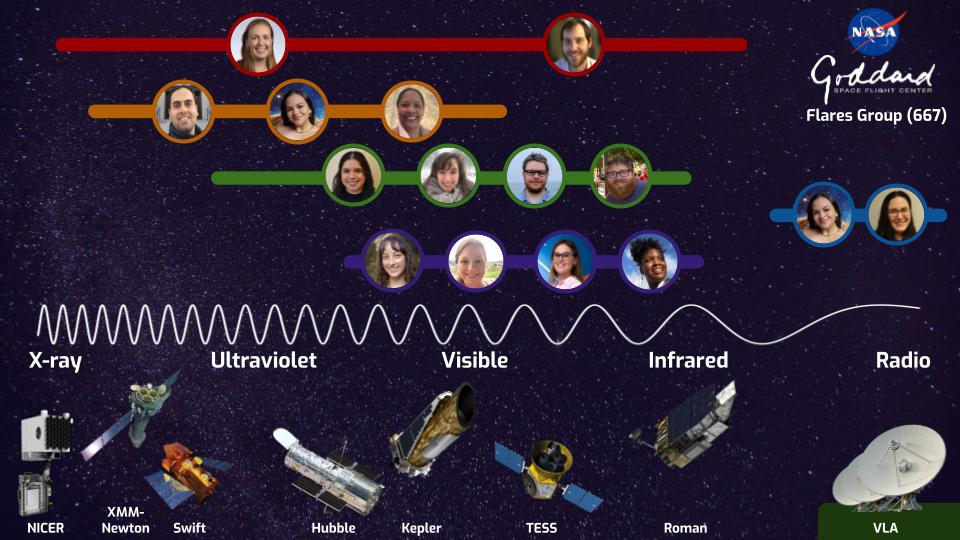 NASA
Goddard
SPACE FLIGHT CENTER
Flares Group (667)
X-ray
Ultraviolet
Visible
Infrared
Radio
NICER
XMM-
Newton
Swift
Hubble
Kepler
TESS
Roman
VLA